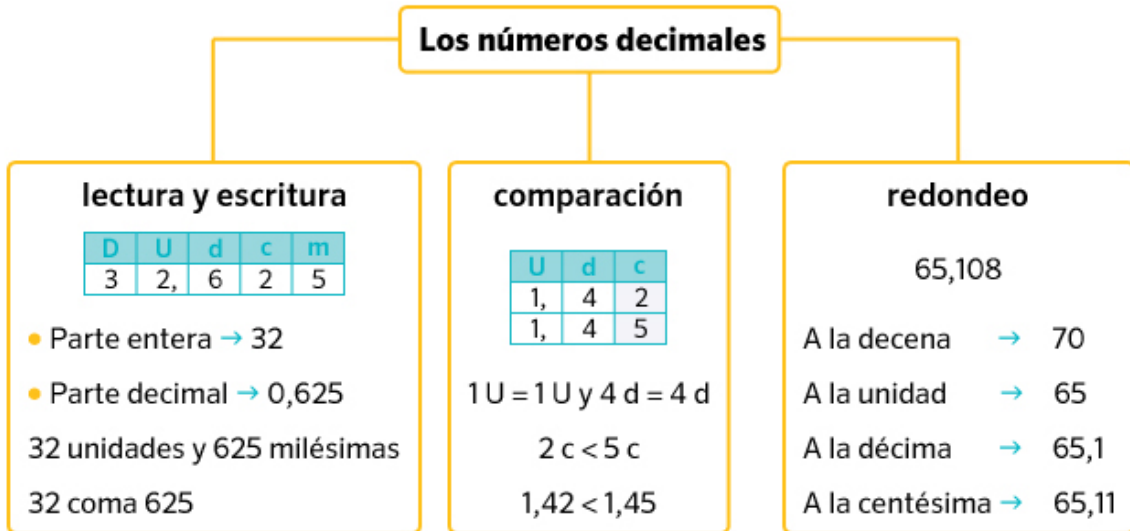 Los números decimales
lectura y escritura
D U d c m
3 2, 6 2 5
• Parte entera → 32
• Parte decimal → 0,625
32 unidades y 625 milésimas
32 coma 625
comparación
U d c
1, 4 2
1, 4 5
1 U = 1 U y 4 d = 4 d
2 c < 5 c
1,42 < 1,45
redondeo
65,108
A la decena → 70
A la unidad → 65
A la décima → 65,1
A la centésima → 65,11